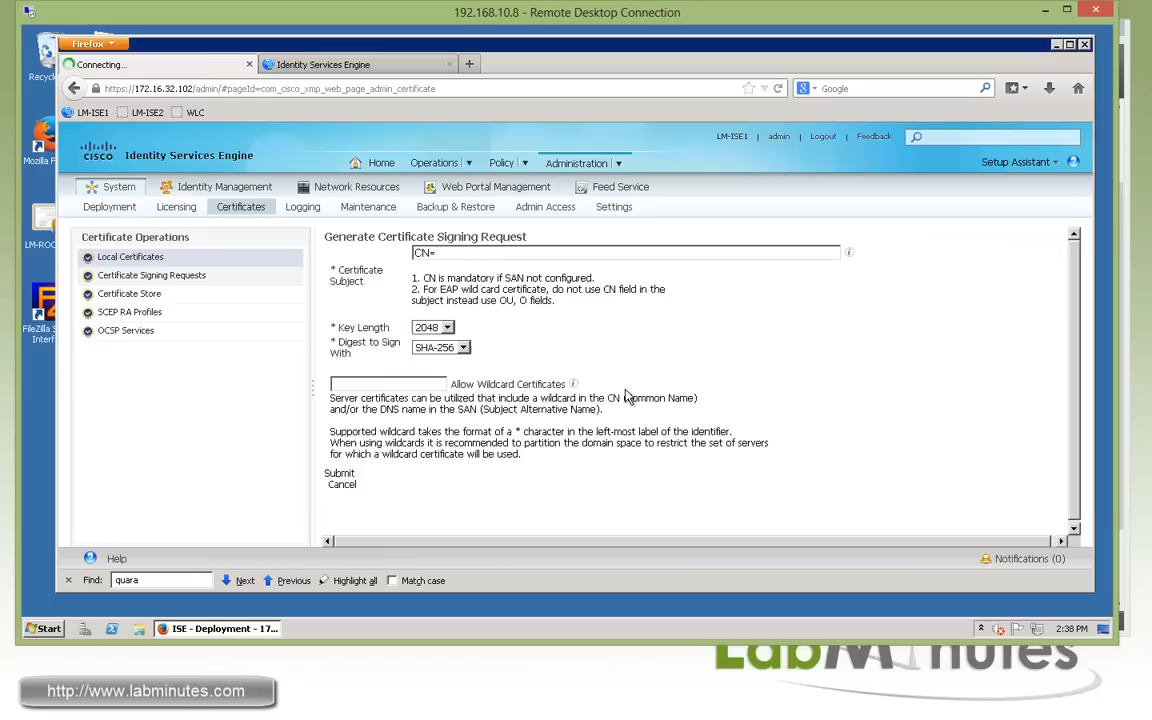 192.168.10.8 - Remote Desktop Connection
Recyc
Mozilla F
LM-ROC
FileZilla S
Interf
Firefox
Connecting...
Identity Services Engine
https://172.16.32.102/admin/#pageId=com_cisco_xmp_web_page_admin_certificate
Google
LM-ISE1
LM-ISE2
WLC
LM-ISE1 | admin | Logout | Feedback
cisco Identity Services Engine
Home Operations Policy Administration
Setup Assistant
System Identity Management Network Resources Web Portal Management Feed Service
Deployment Licensing Certificates Logging Maintenance Backup & Restore Admin Access Settings
Certificate Operations
Local Certificates
Certificate Signing Requests
Certificate Store
SCEP RA Profiles
OCSP Services
Generate Certificate Signing Request
CN=
* Certificate
Subject
1. CN is mandatory if SAN not configured.
2. For EAP wild card certificate, do not use CN field in the
subject instead use OU, O fields.
* Key Length
2048
* Digest to Sign
With
SHA-256
Allow Wildcard Certificates
Server certificates can be utilized that include a wildcard in the CN (Common Name)
and/or the DNS name in the SAN (Subject Alternative Name).
Supported wildcard takes the format of a * character in the left-most label of the identifier.
When using wildcards it is recommended to partition the domain space to restrict the set of servers
for which a wildcard certificate will be used.
Submit
Cancel
Help
Notifications (0)
Find: quara Next Previous Highlight all Match case
Start
ISE - Deployment - 17...
2:38 PM
LabMinutes
http://www.labminutes.com